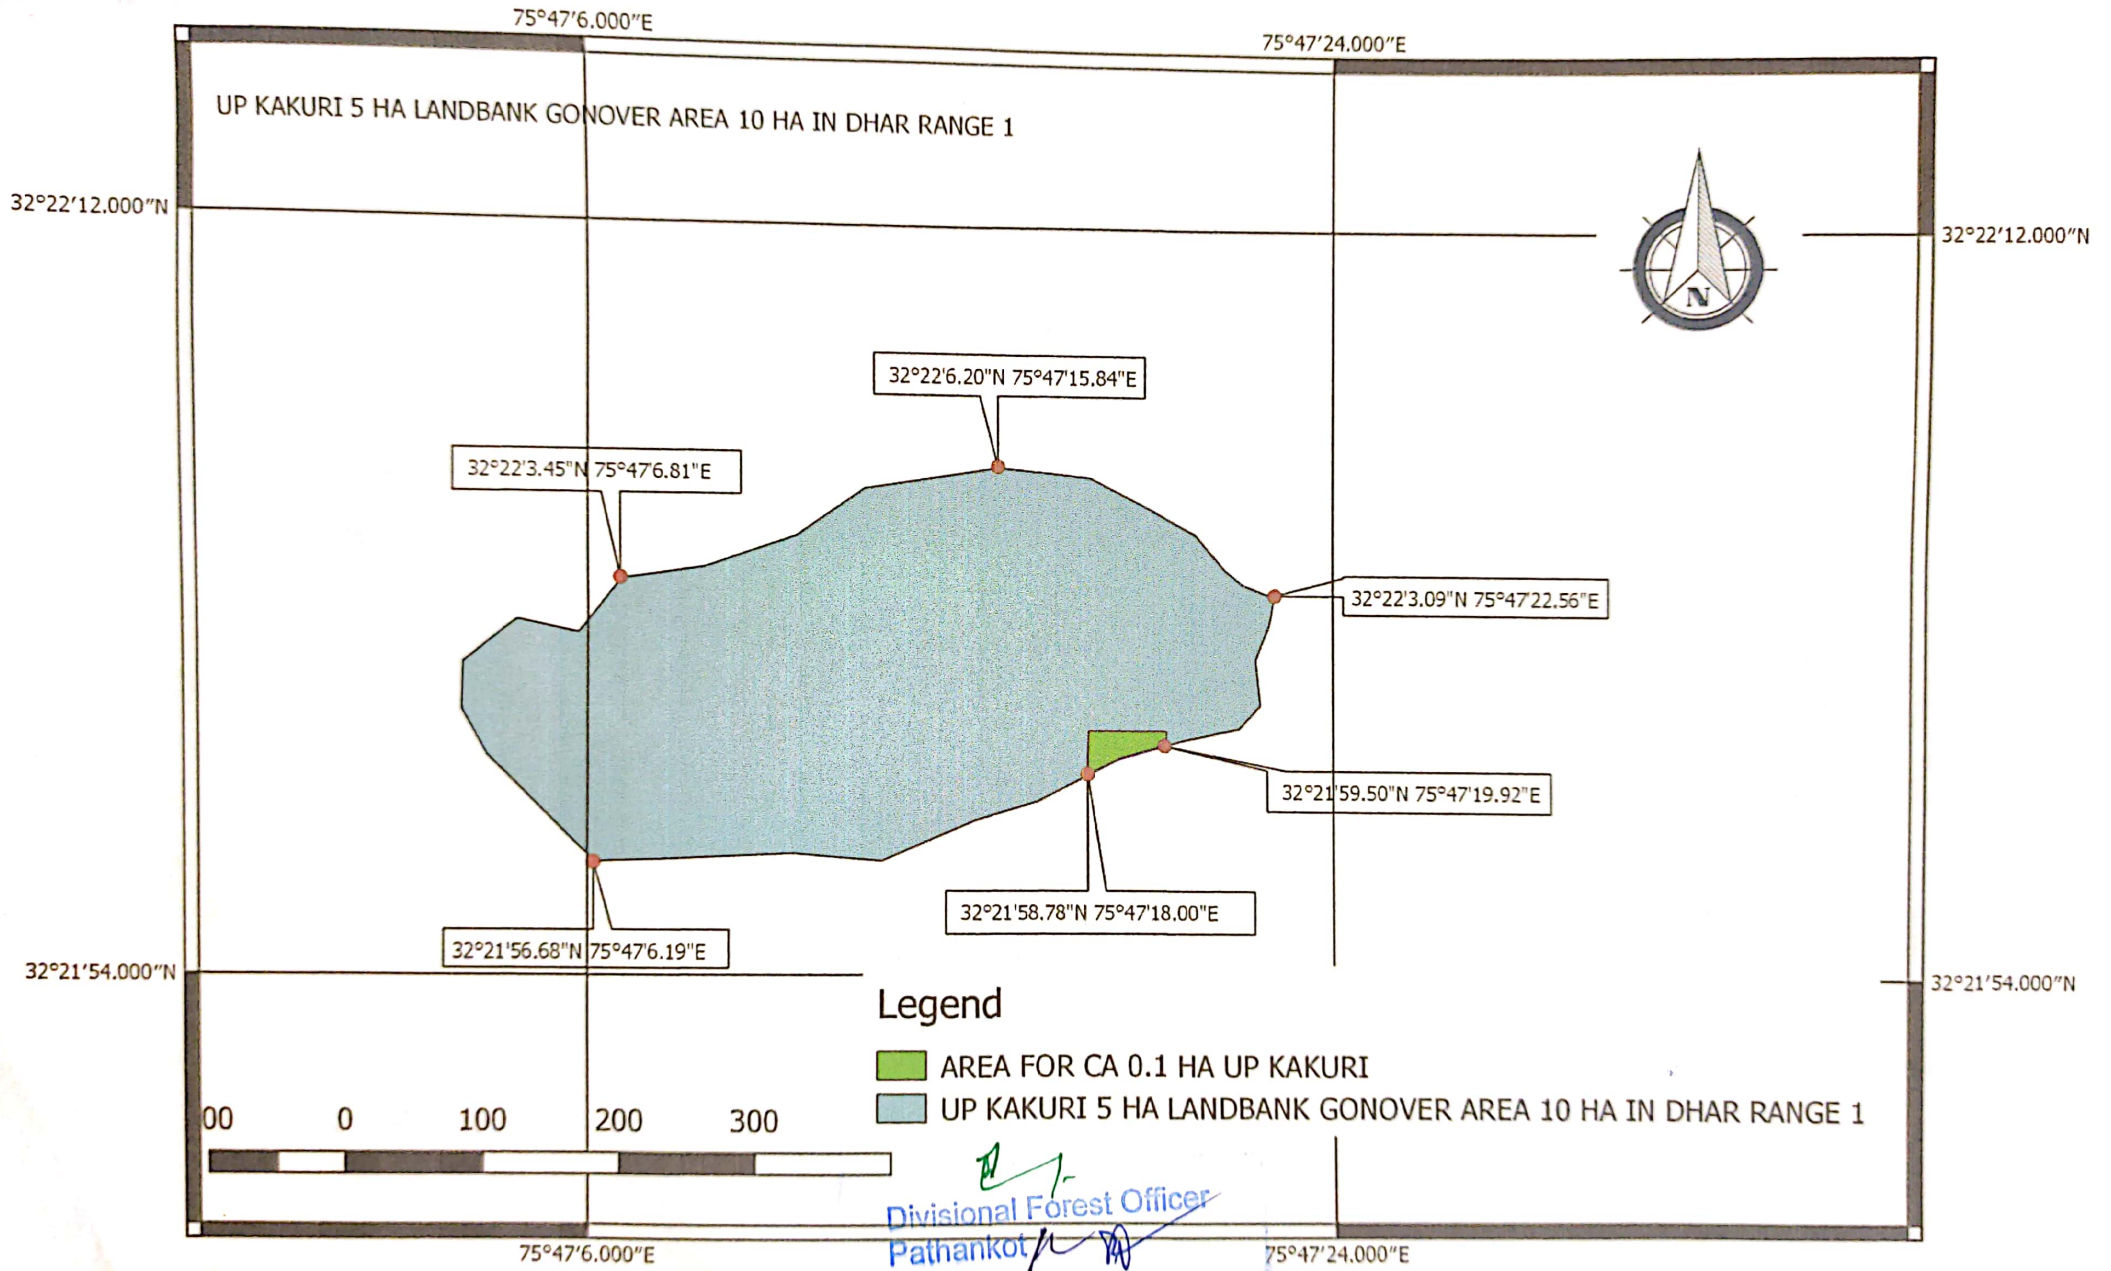 75°47'6.000"E
75°47'24.000"E
UP KAKURI 5 HA LANDBANK GONOVER AREA 10 HA IN DHAR RANGE 1
32°22'12.000"N
32°22'12.000"N
N
32°22'6.20"N 75°47'15.84"E
32°22'3.45"N 75°47'6.81"E
32°22'3.09"N 75°47'22.56"E
32°21'59.50"N 75°47'19.92"E
32°21'58.78"N 75°47'18.00"E
32°21'56.68"N 75°47'6.19"E
32°21'54.000"N
32°21'54.000"N
Legend
AREA FOR CA 0.1 HA UP KAKURI
UP KAKURI 5 HA LANDBANK GONOVER AREA 10 HA IN DHAR RANGE 1
00 0 100 200 300
Divisional Forest Officer
Pathankot
75°47'6.000"E
75°47'24.000"E